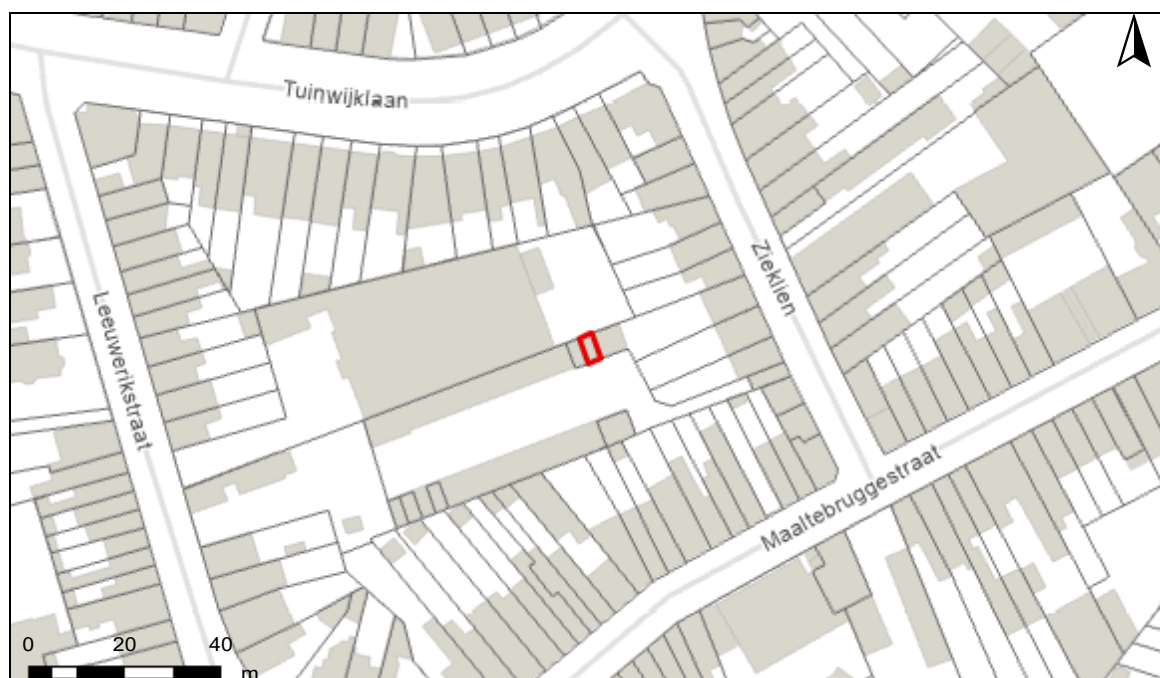 Tuinwijklaan
Zieklien
Leeuwerikstraat
Maaltebruggestraat
0 20 40
m